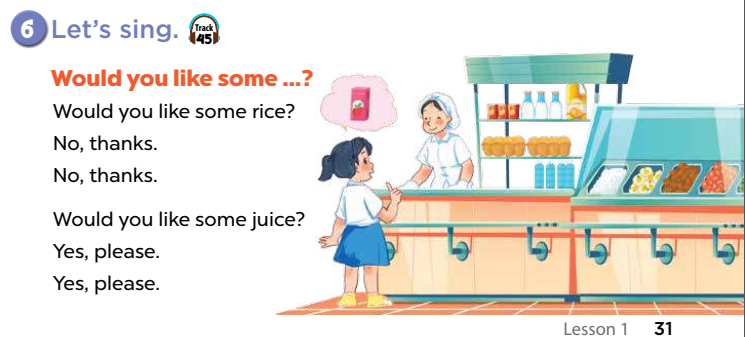 6 Let's sing. Track 45
Would you like some ...?
Would you like some rice?
No, thanks.
No, thanks.
Would you like some juice?
Yes, please.
Yes, please.
Lesson 1 31